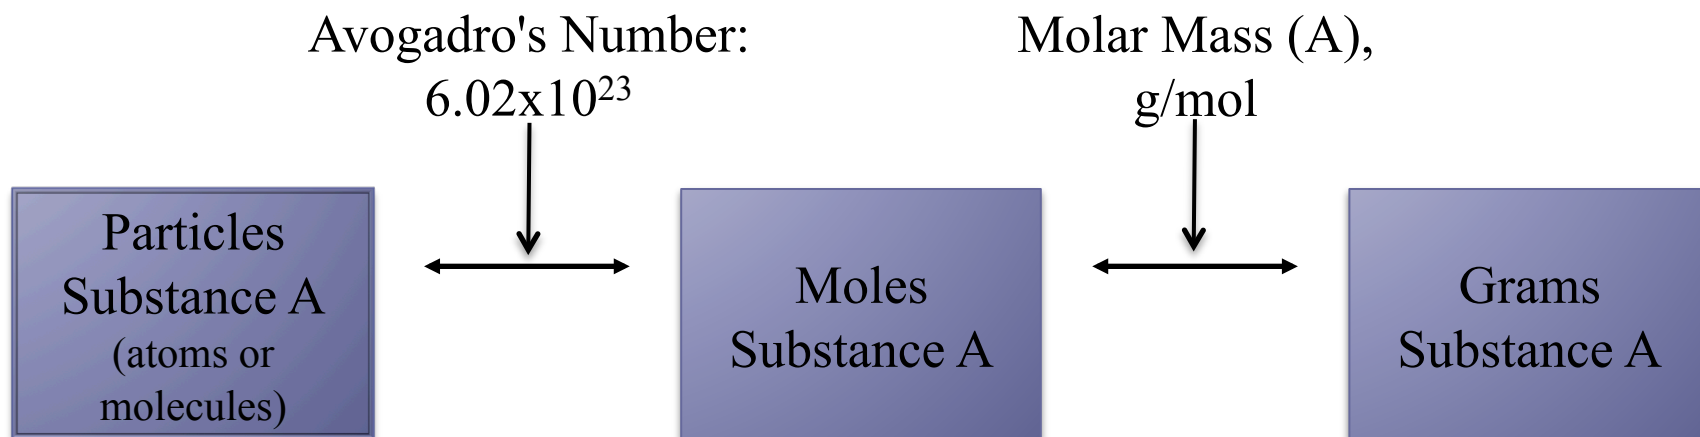 Avogadro's Number:
6.02x10²³
Molar Mass (A),
g/mol
Particles
Substance A
(atoms or
molecules)
Moles
Substance A
Grams
Substance A